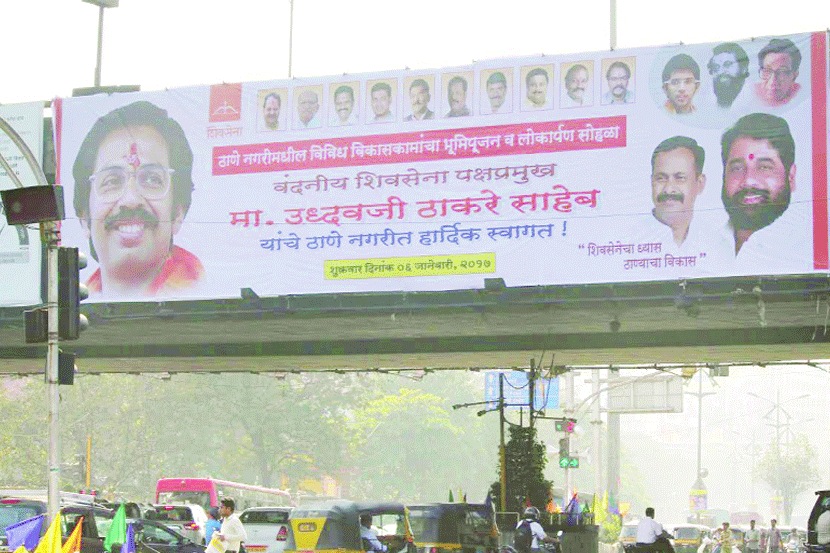 शिवसेना
ठाणे नगरीमधील विविध विकासकामांचा भूमिपूजन व लोकार्पण सोहळा
वंदनीय शिवसेना पक्षप्रमुख
मा. उध्दवजी ठाकरे साहेब
यांचे ठाणे नगरीत हार्दिक स्वागत !
शुक्रवार दिनांक ०६ जानेवारी, २०१७
“शिवसेनेचा ध्यास
ठाण्याचा विकास”